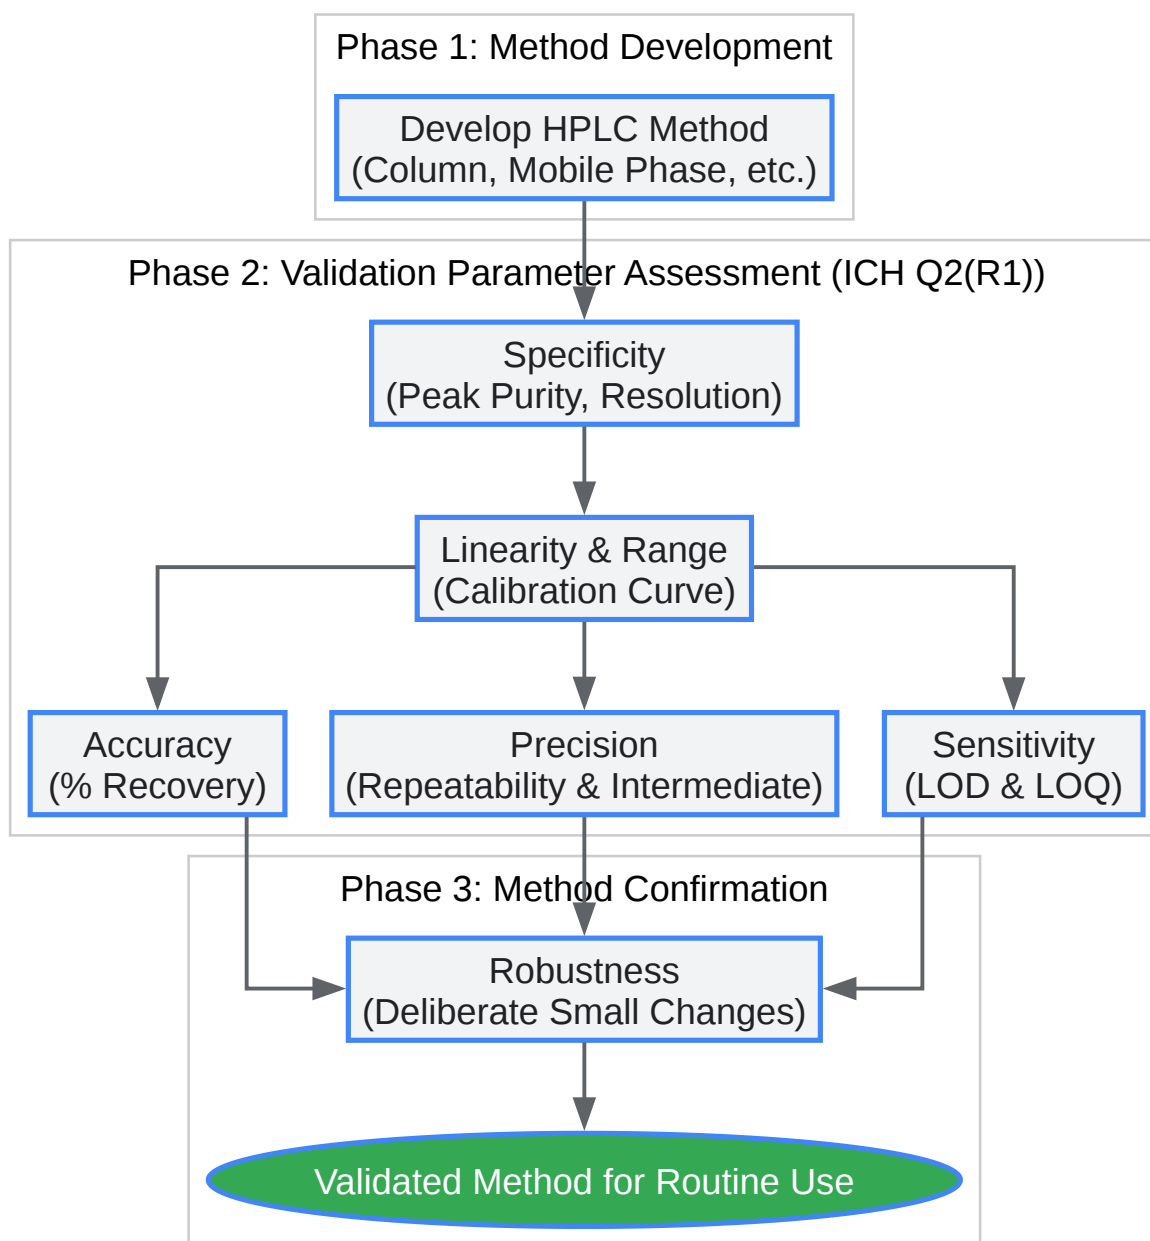 Phase 1: Method Development
Develop HPLC Method
(Column, Mobile Phase, etc.)
Phase 2: Validation Parameter Assessment (ICH Q2(R1))
Specificity
(Peak Purity, Resolution)
Linearity & Range
(Calibration Curve)
Accuracy
(% Recovery)
Precision
(Repeatability & Intermediate)
Sensitivity
(LOD & LOQ)
Phase 3: Method Confirmation
Robustness
(Deliberate Small Changes)
Validated Method for Routine Use